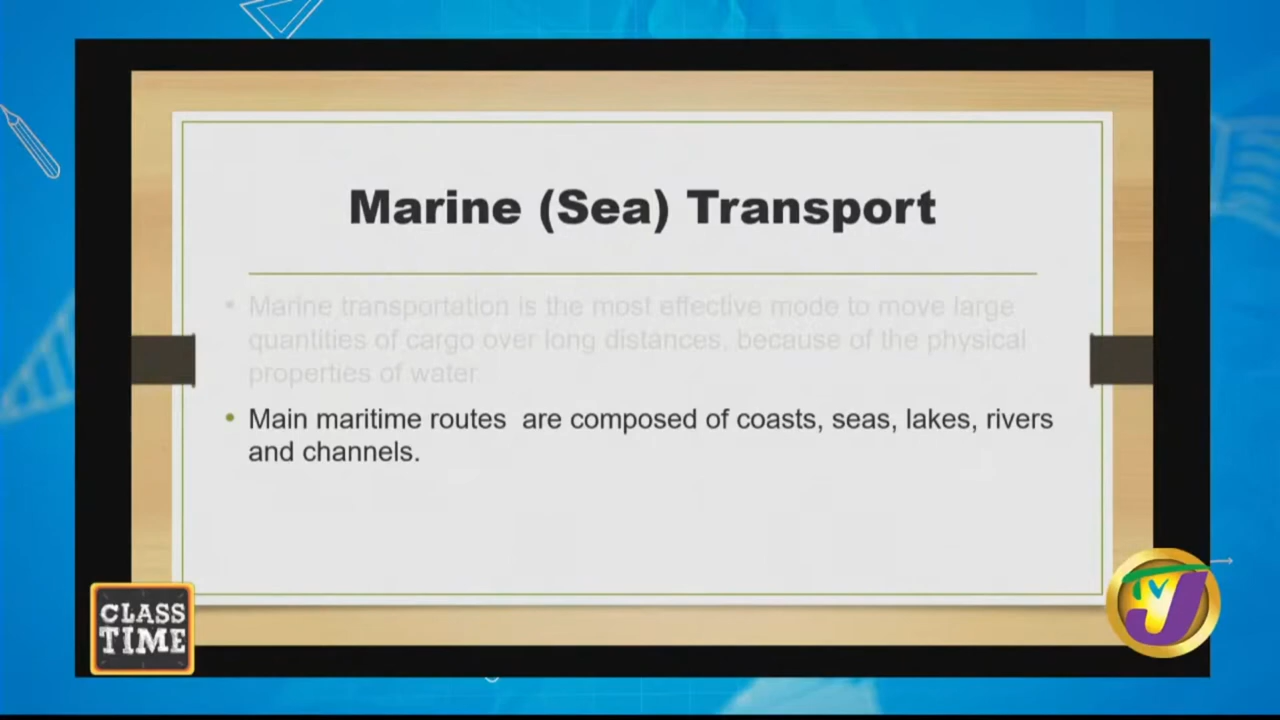 Marine (Sea) Transport
• Marine transportation is the most effective mode to move large
quantities of cargo over long distances, because of the physical
properties of water.
• Main maritime routes  are composed of coasts, seas, lakes, rivers
and channels.
CLASS
TIME
TVJ